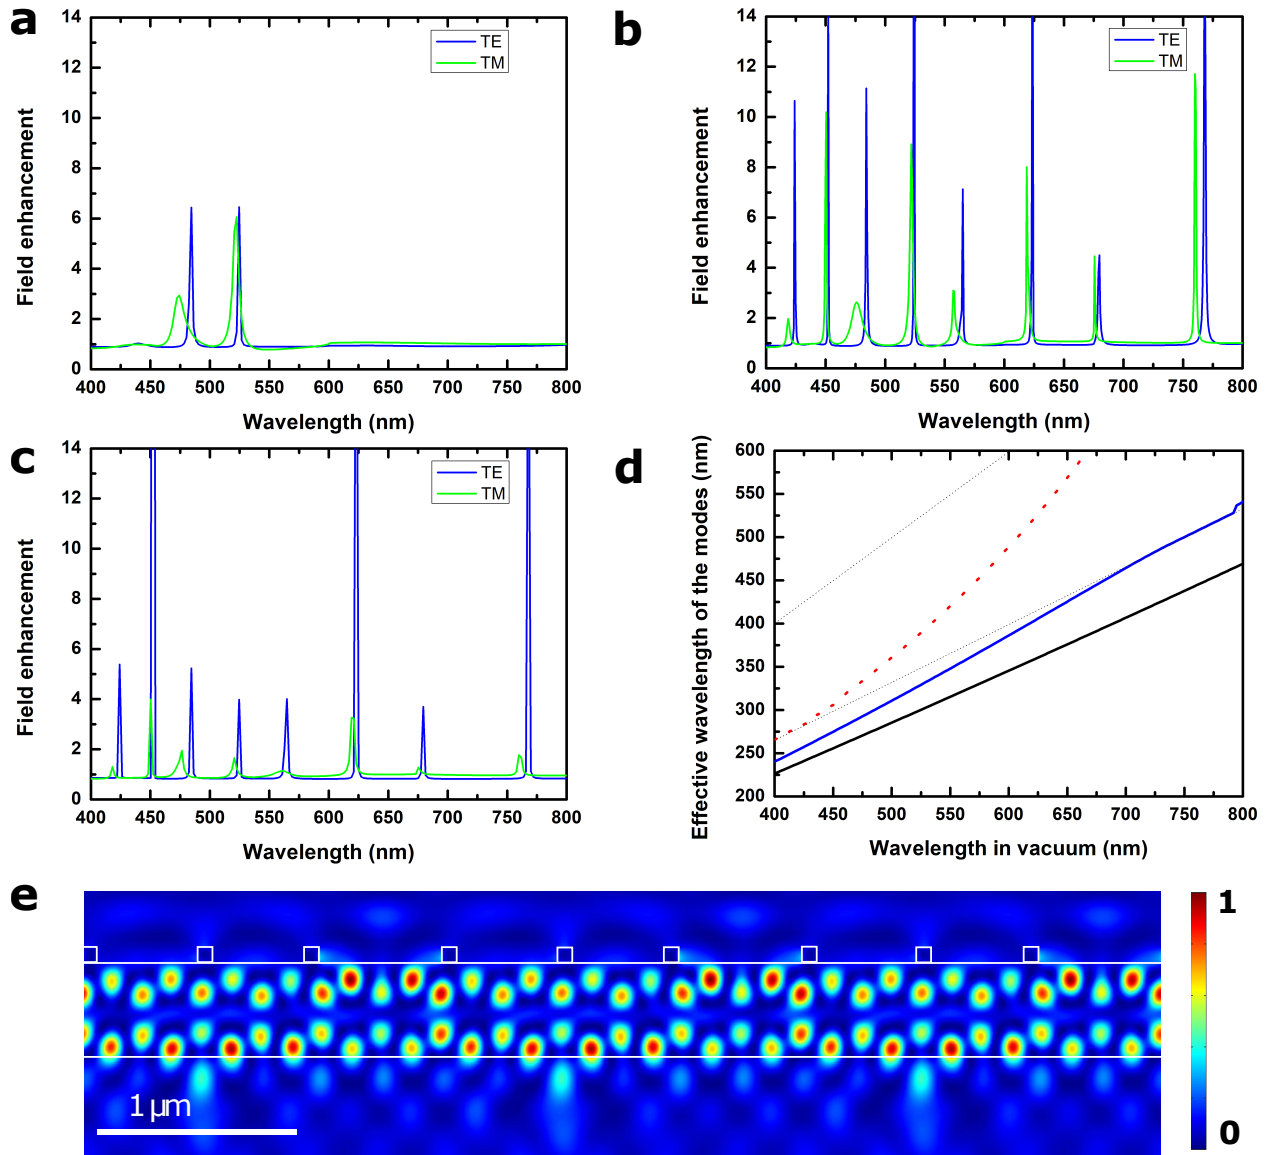 a
14
12
10
8
6
4
2
0
Field enhancement
TE
TM
400 450 500 550 600 650 700 750 800
Wavelength (nm)
b
14
12
10
8
6
4
2
0
Field enhancement
TE
TM
400 450 500 550 600 650 700 750 800
Wavelength (nm)
c
14
12
10
8
6
4
2
0
Field enhancement
TE
TM
400 450 500 550 600 650 700 750 800
Wavelength (nm)
d
600
550
500
450
400
350
300
250
200
Effective wavelength of the modes (nm)
400 450 500 550 600 650 700 750 800
Wavelength in vacuum (nm)
e
1 µm
1
0